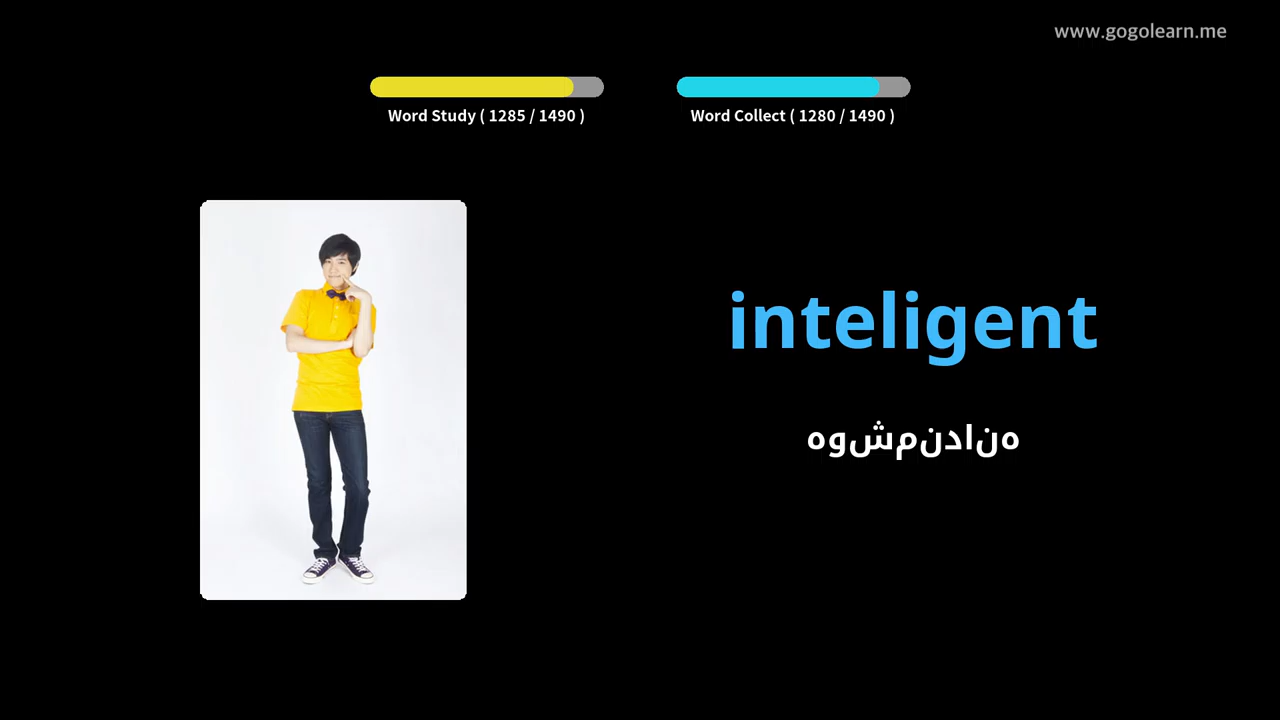 www.gogolearn.me
Word Study ( 1285 / 1490 )
Word Collect ( 1280 / 1490 )
inteligent
هوشمندانه